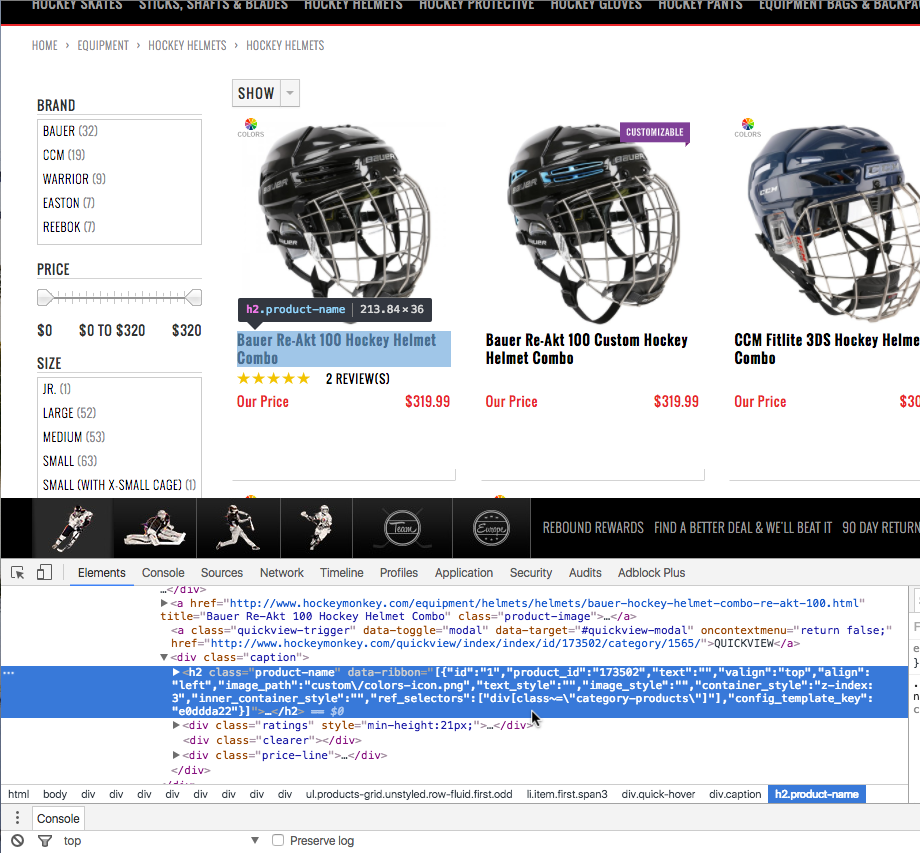 HOCKEY SKATES STICKS, SHAFTS & BLADES HOCKEY HELMETS HOCKEY PROTECTIVE HOCKEY GLOVES HOCKEY PANTS EQUIPMENT BAGS & BACKPA
HOME › EQUIPMENT › HOCKEY HELMETS › HOCKEY HELMETS
SHOW
BRAND
BAUER (32)
CCM (19)
WARRIOR (9)
EASTON (7)
REEBOK (7)
PRICE
$0 $0 TO $320 $320
SIZE
JR. (1)
LARGE (52)
MEDIUM (53)
SMALL (63)
SMALL (WITH X-SMALL CAGE) (1)
COLORS
BAUER
BAUER
BAUER
h2.product-name | 213.84×36
Bauer Re-Akt 100 Hockey Helmet
Combo
2 REVIEW(S)
Our Price $319.99
CUSTOMIZABLE
BAUER
BAUER
BAUER
Bauer Re-Akt 100 Custom Hockey
Helmet Combo
Our Price $319.99
COLORS
CCM
CCM Fitlite 3DS Hockey Helme
Combo
Our Price $30
Team
Europe
REBOUND REWARDS FIND A BETTER DEAL & WE'LL BEAT IT 90 DAY RETURN
Elements Console Sources Network Timeline Profiles Application Security Audits Adblock Plus
…</div>
▶<a href="http://www.hockeymonkey.com/equipment/helmets/helmets/bauer-hockey-helmet-combo-re-akt-100.html"
title="Bauer Re-Akt 100 Hockey Helmet Combo" class="product-image">…</a>
<a class="quickview-trigger" data-toggle="modal" data-target="#quickview-modal" oncontextmenu="return false;"
href="http://www.hockeymonkey.com/quickview/index/index/id/173502/category/1565/">QUICKVIEW</a>
▼<div class="caption">
… ▶<h2 class="product-name" data-ribbon="[{"id":"1","product_id":"173502","text":"","valign":"top","align":
"left","image_path":"custom\/colors-icon.png","text_style":"","image_style":"","container_style":"z-index:
3","inner_container_style":"","ref_selectors":["div[class~=\"category-products\"]"],"config_template_key":
"e0ddda22"}]">…</h2> == $0
▶<div class="ratings" style="min-height:21px;">…</div>
<div class="clearer"></div>
▶<div class="price-line">…</div>
</div>
html body div div div div div div div div ul.products-grid.unstyled.row-fluid.first.odd li.item.first.span3 div.quick-hover div.caption h2.product-name
Console
top Preserve log